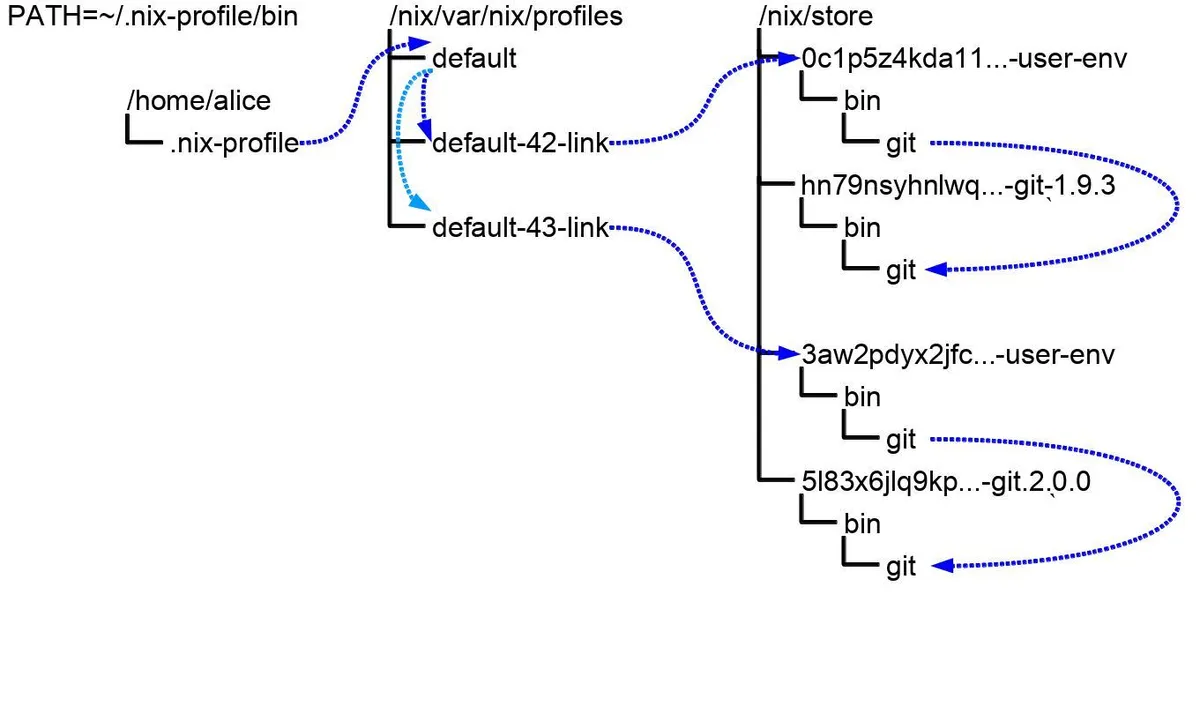 PATH=~/.nix-profile/bin
/home/alice
.nix-profile
/nix/var/nix/profiles
default
default-42-link
default-43-link
/nix/store
0c1p5z4kda11...-user-env
bin
git
hn79nsyhnlwq...-git-1.9.3
bin
git
3aw2pdyx2jfc...-user-env
bin
git
5l83x6jlq9kp...-git.2.0.0
bin
git